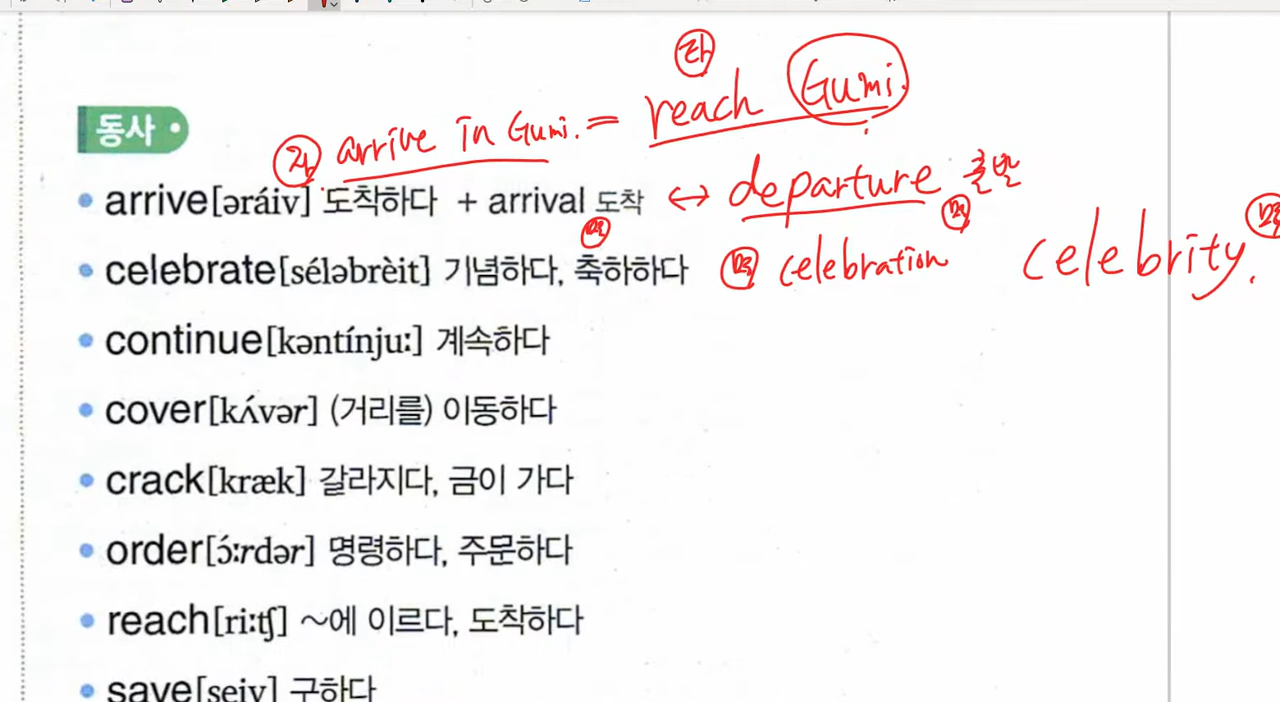 타 reach Gumi.
동사
자 arrive in Gumi. =
arrive[əráiv] 도착하다 + arrival 도착 ↔ departure 출발
celebrate[séləbrèit] 기념하다, 축하하다 명 celebration 명 celebrity. 명
continue[kəntínjuː] 계속하다
cover[kʌ́vər] (거리를) 이동하다
crack[kræk] 갈라지다, 금이 가다
order[ɔ́ːrdər] 명령하다, 주문하다
reach[riːtʃ] ～에 이르다, 도착하다
save[seiv] 구하다